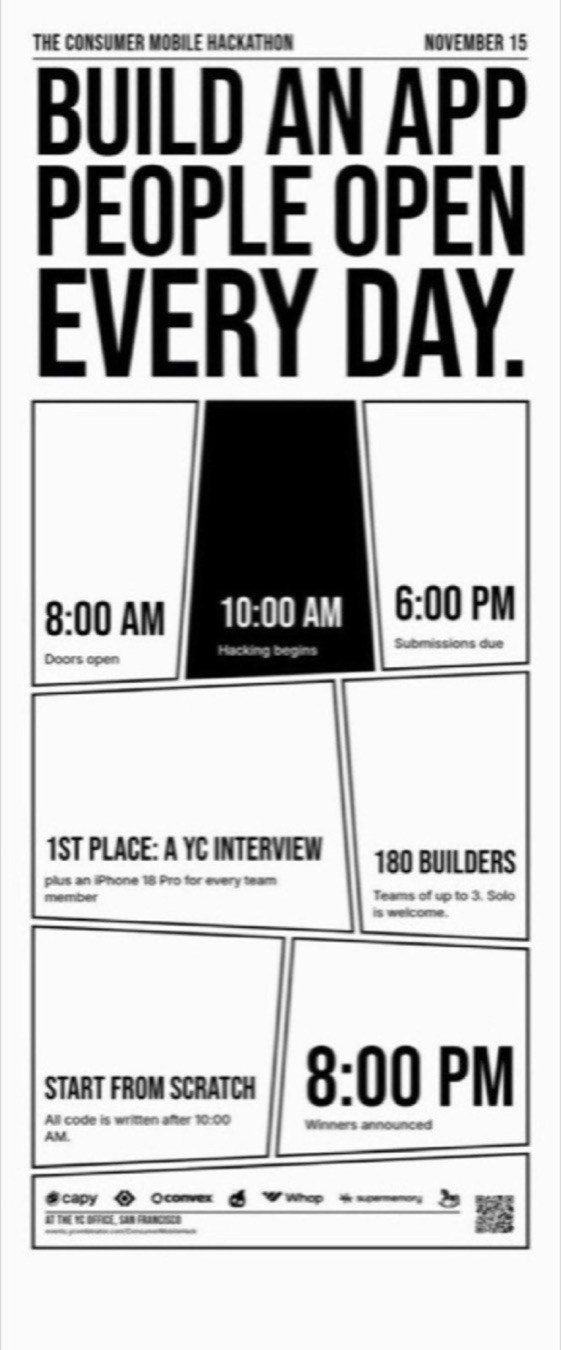 THE CONSUMER MOBILE HACKATHON
NOVEMBER 15
BUILD AN APP
PEOPLE OPEN
EVERY DAY.
8:00 AM
Doors open
10:00 AM
Hacking begins
6:00 PM
Submissions due
1ST PLACE: A YC INTERVIEW
plus an iPhone 18 Pro for every team
member
180 BUILDERS
Teams of up to 3. Solo
is welcome.
START FROM SCRATCH
All code is written after 10:00
AM.
8:00 PM
Winners announced
capy
convex
Whop
supermemory
AT THE YC OFFICE, SAN FRANCISCO